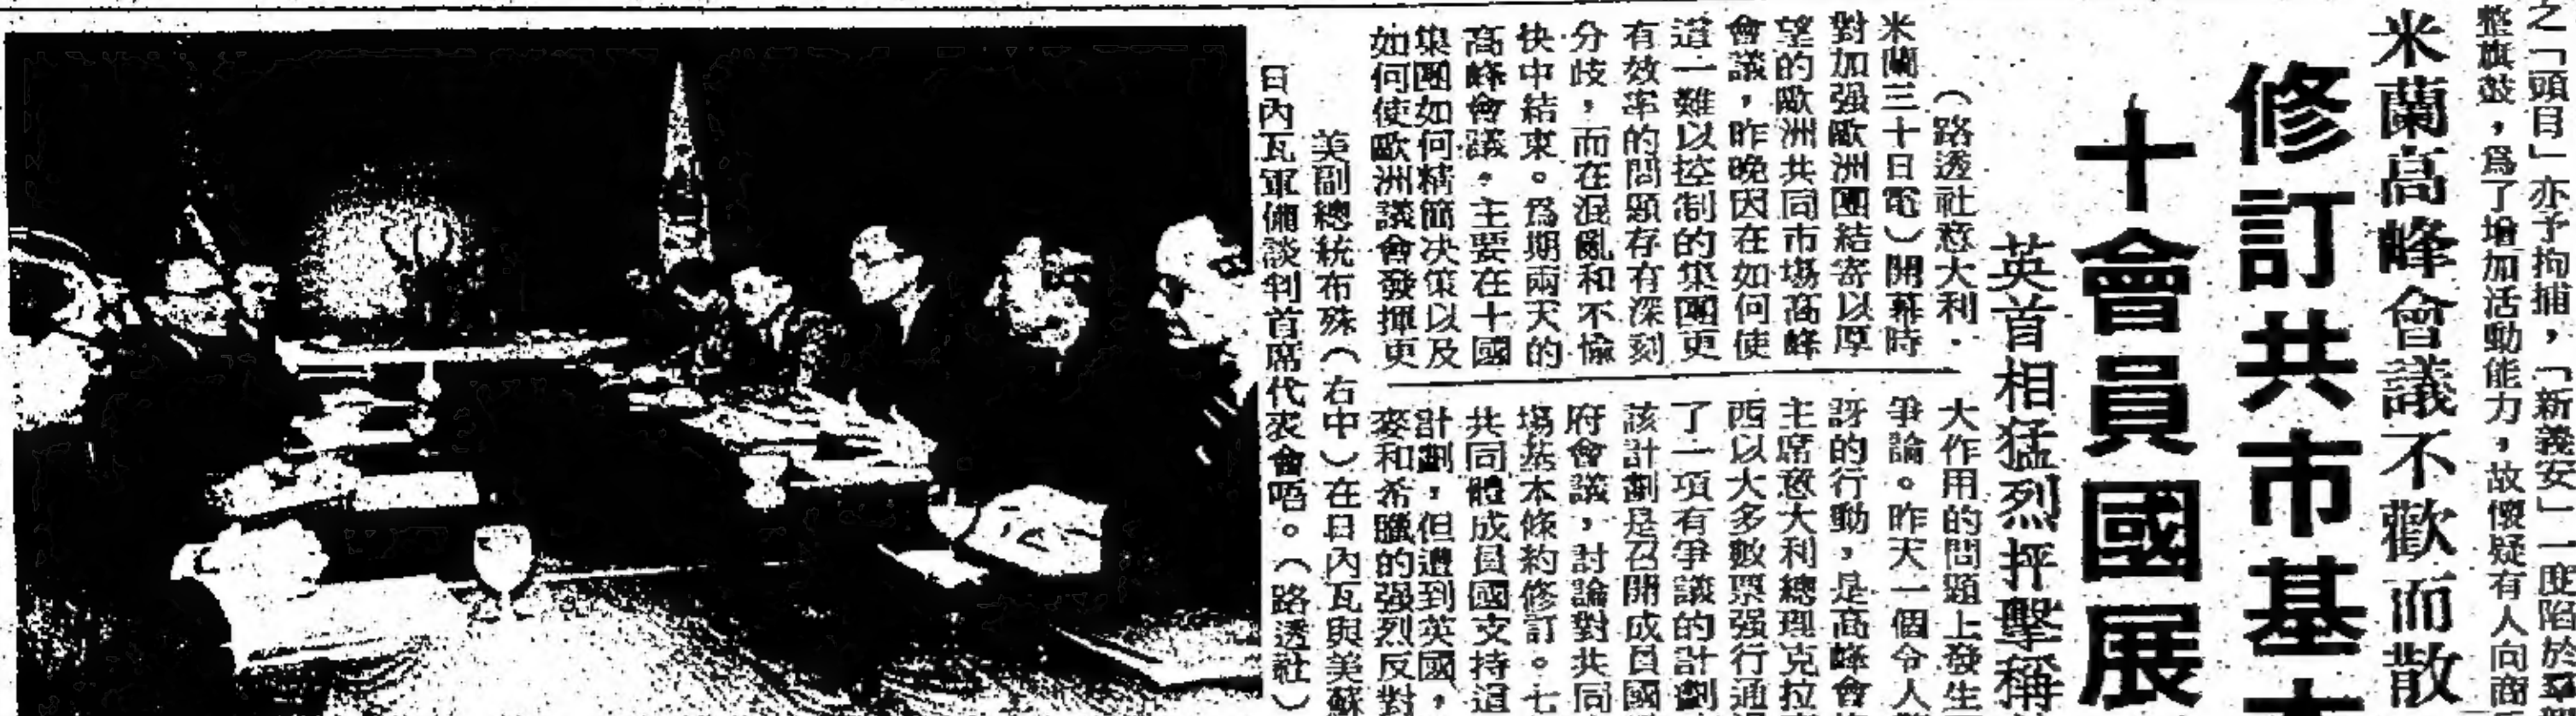 之「頭目」亦予拘捕，「新義安」一度陷於
整旗鼓，為了增加活動能力，故懷疑有人向商
米蘭高峰會議不歡而散
修訂共市基本
十會員國展
英首相猛烈抨擊稱
（路透社意大利．
米蘭三十日電）開幕時
對加强歐洲團結寄以厚
望的歐洲共同市場高峰
會議，昨晚因在如何使
這一難以控制的集團更
有效率的問題存有深刻
分歧，而在混亂和不愉
快中結束。為期兩天的
高峰會議，主要在十國
集團如何精簡决策以及
如何使歐洲議會發揮更
大作用的問題上發生
爭論。昨天一個令人
訝的行動，是高峰會
主席意大利總理克拉
西以大多數票强行通
了一項有爭議的計劃
該計劃是召開成員國
府會議，討論對共同
場基本條約修訂。七
共同體成員國支持這
計劃，但遭到英國，
麥和希臘的强烈反對
美副總統布殊（右中）在日內瓦與美蘇
日內瓦軍備談判首席代表會唔。（路透社）